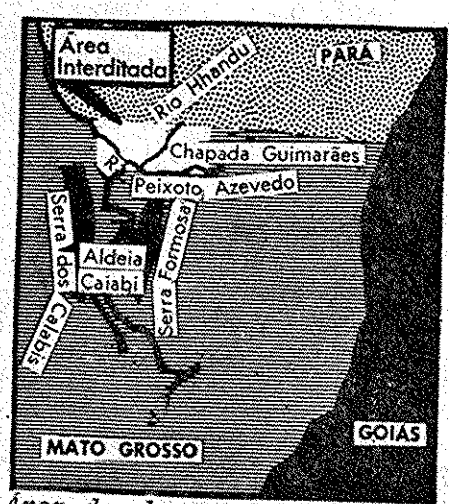 Área
Interditada
PARÁ
Rio Hhandu
Chapada Guimarães
R.
Peixoto Azevedo
Serra dos Caiabis
Aldeia
Caiabi
Serra Formosa
MATO GROSSO
GOIÁS